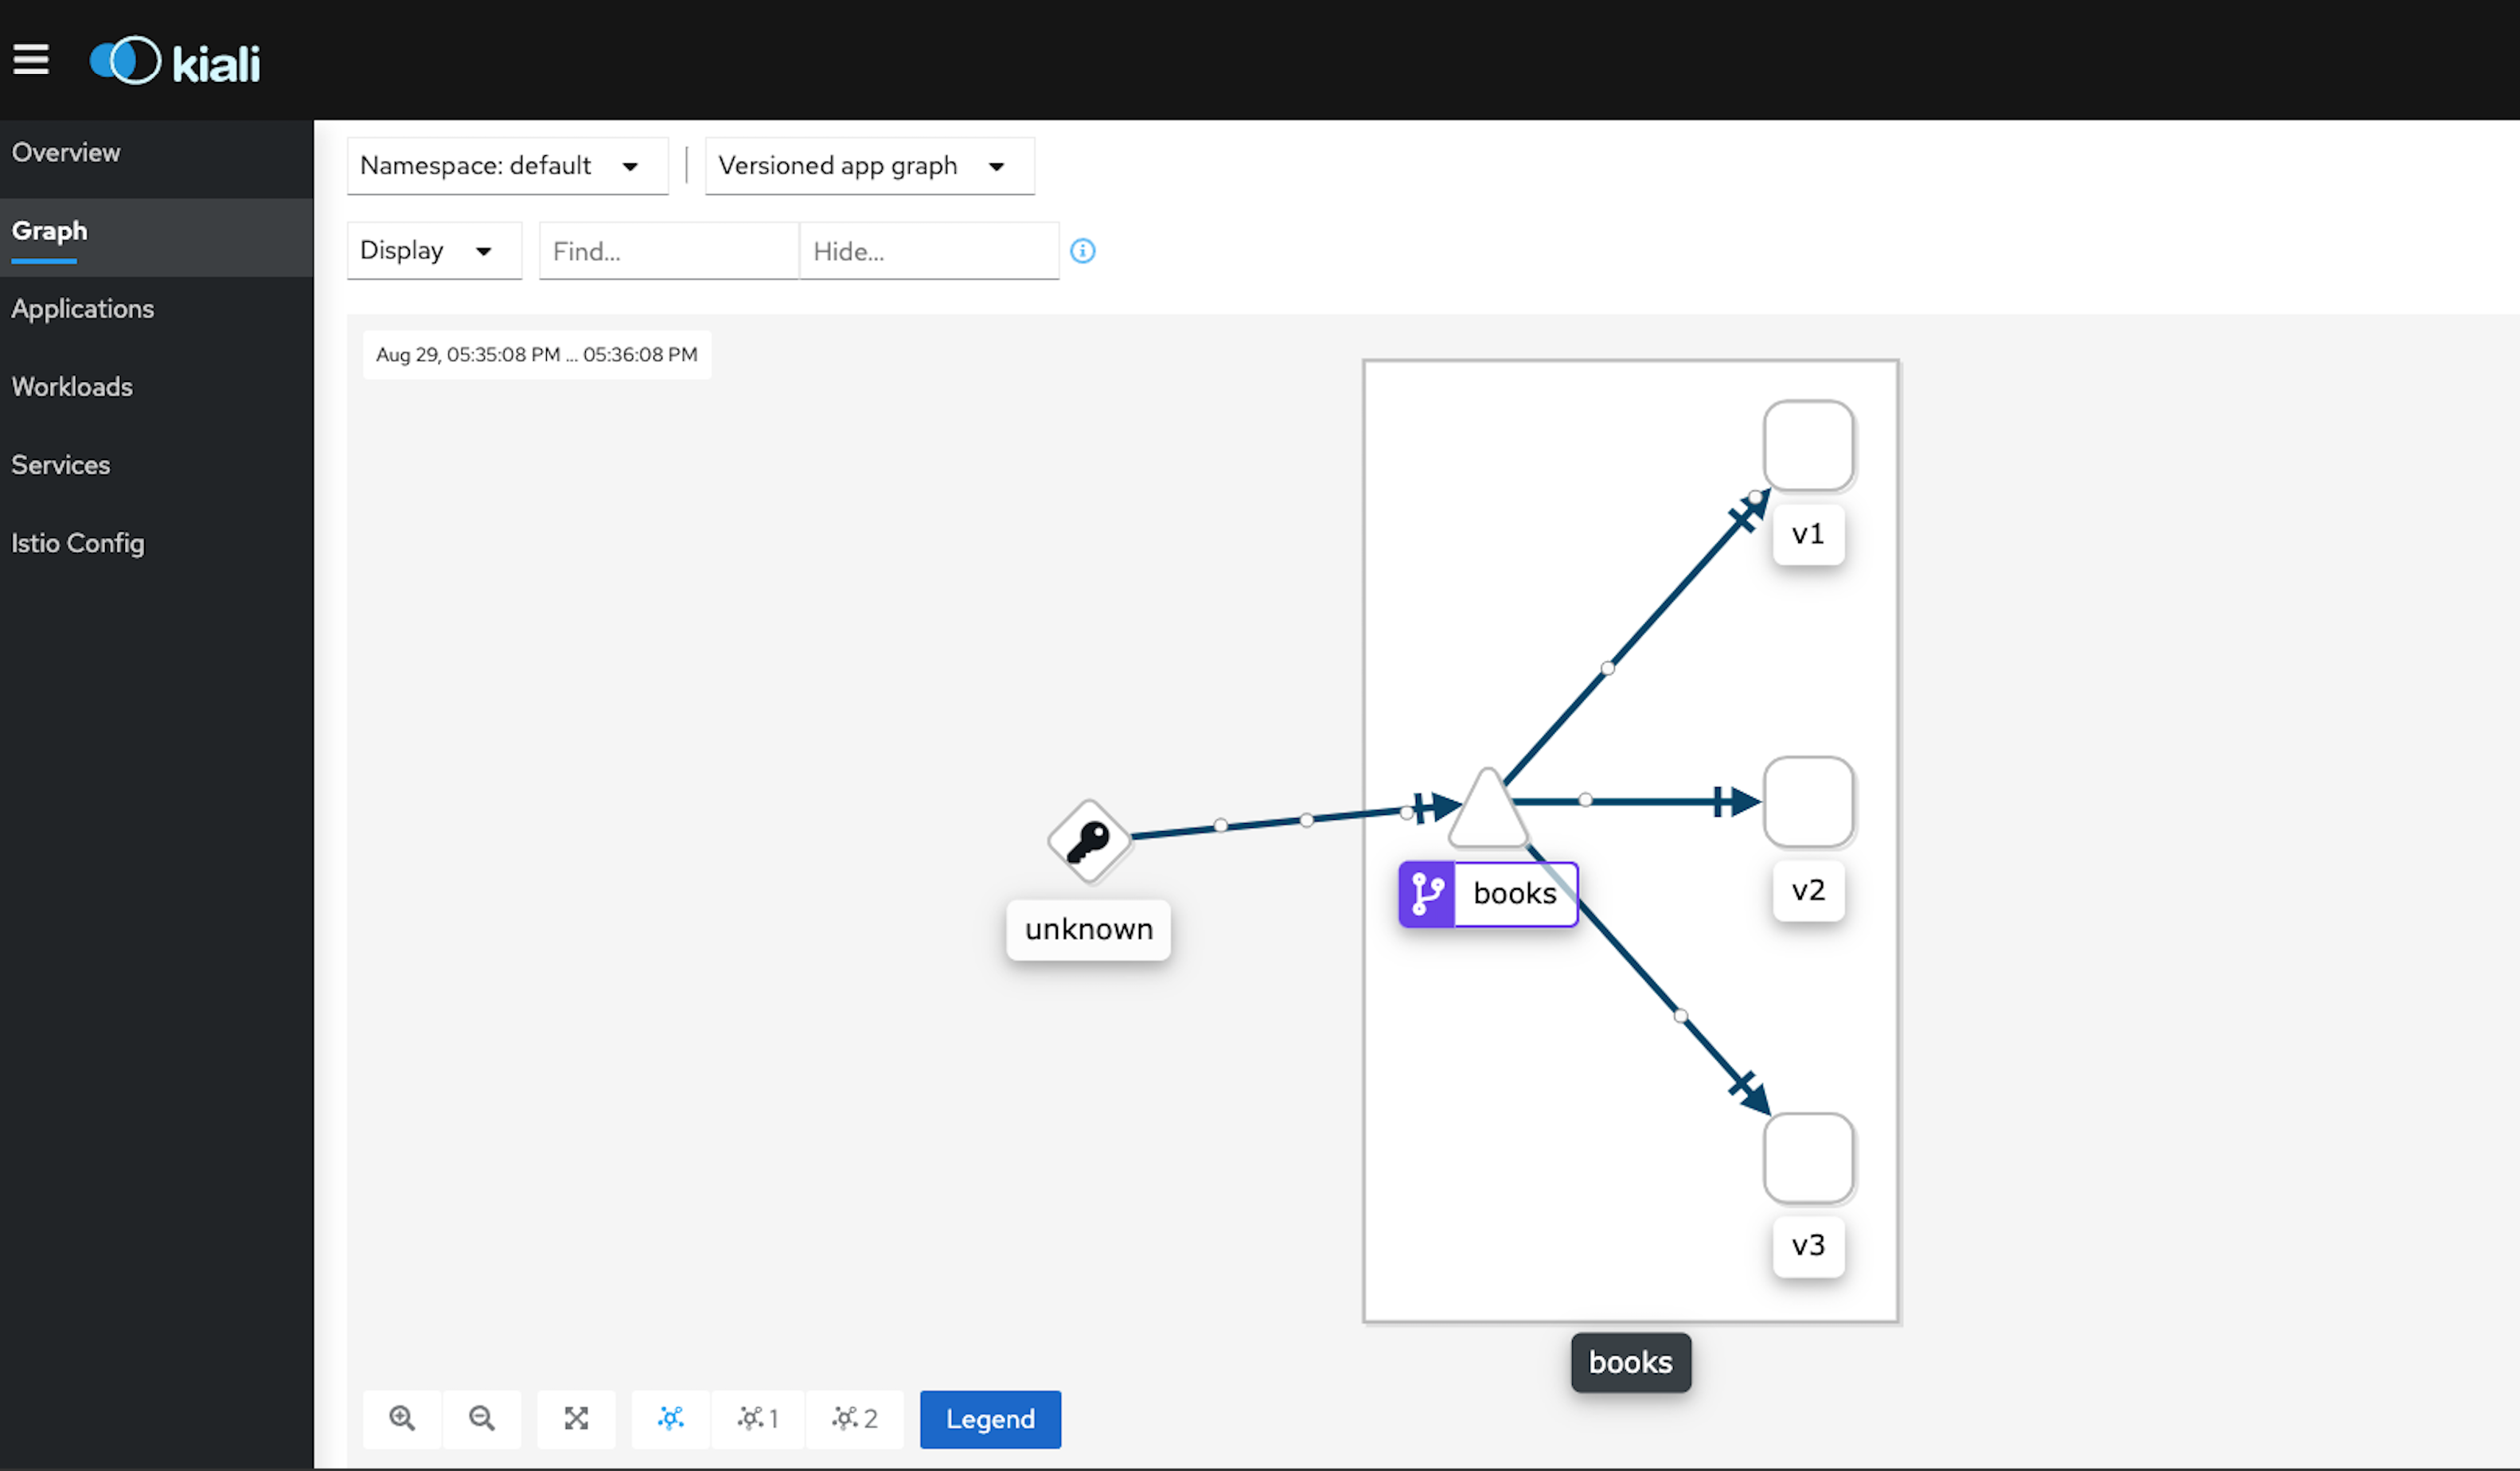 kiali
Overview
Graph
Applications
Workloads
Services
Istio Config
Namespace: default
Versioned app graph
Display
Find...
Hide...
Aug 29, 05:35:08 PM ... 05:36:08 PM
v1
v2
books
unknown
v3
books
1
2
Legend